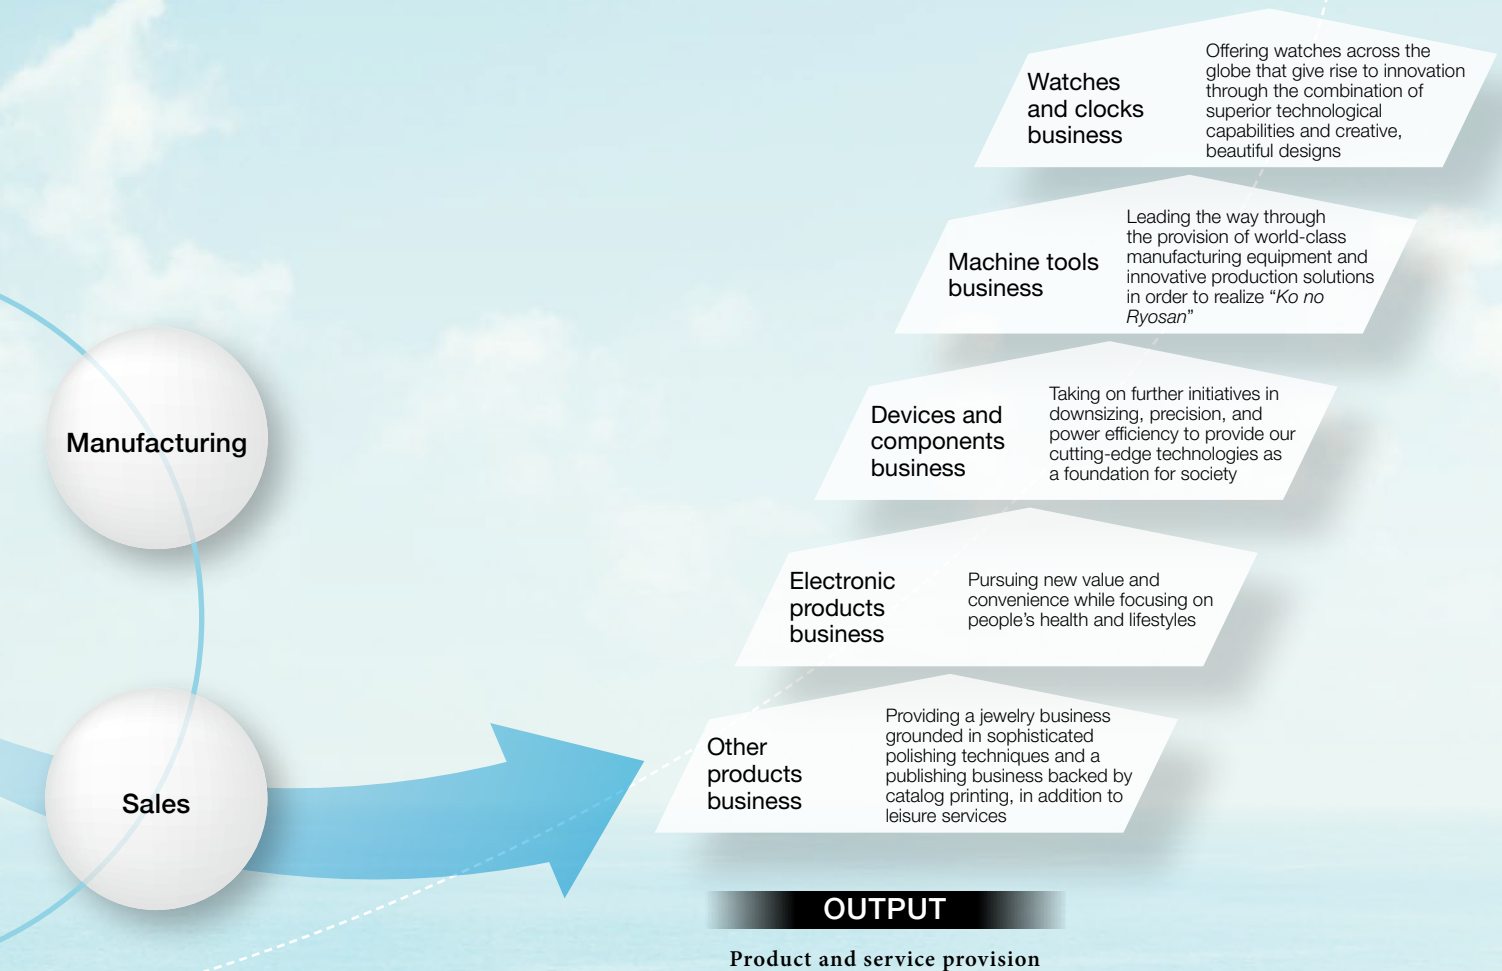 Manufacturing
Sales
Watches
and clocks
business
Offering watches across the
globe that give rise to innovation
through the combination of
superior technological
capabilities and creative,
beautiful designs
Machine tools
business
Leading the way through
the provision of world-class
manufacturing equipment and
innovative production solutions
in order to realize “Ko no
Ryosan”
Devices and
components
business
Taking on further initiatives in
downsizing, precision, and
power efficiency to provide our
cutting-edge technologies as
a foundation for society
Electronic
products
business
Pursuing new value and
convenience while focusing on
people’s health and lifestyles
Other
products
business
Providing a jewelry business
grounded in sophisticated
polishing techniques and a
publishing business backed by
catalog printing, in addition to
leisure services
OUTPUT
Product and service provision